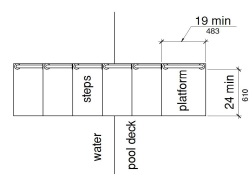 19 min
483
steps
platform
24 min
610
water
pool deck